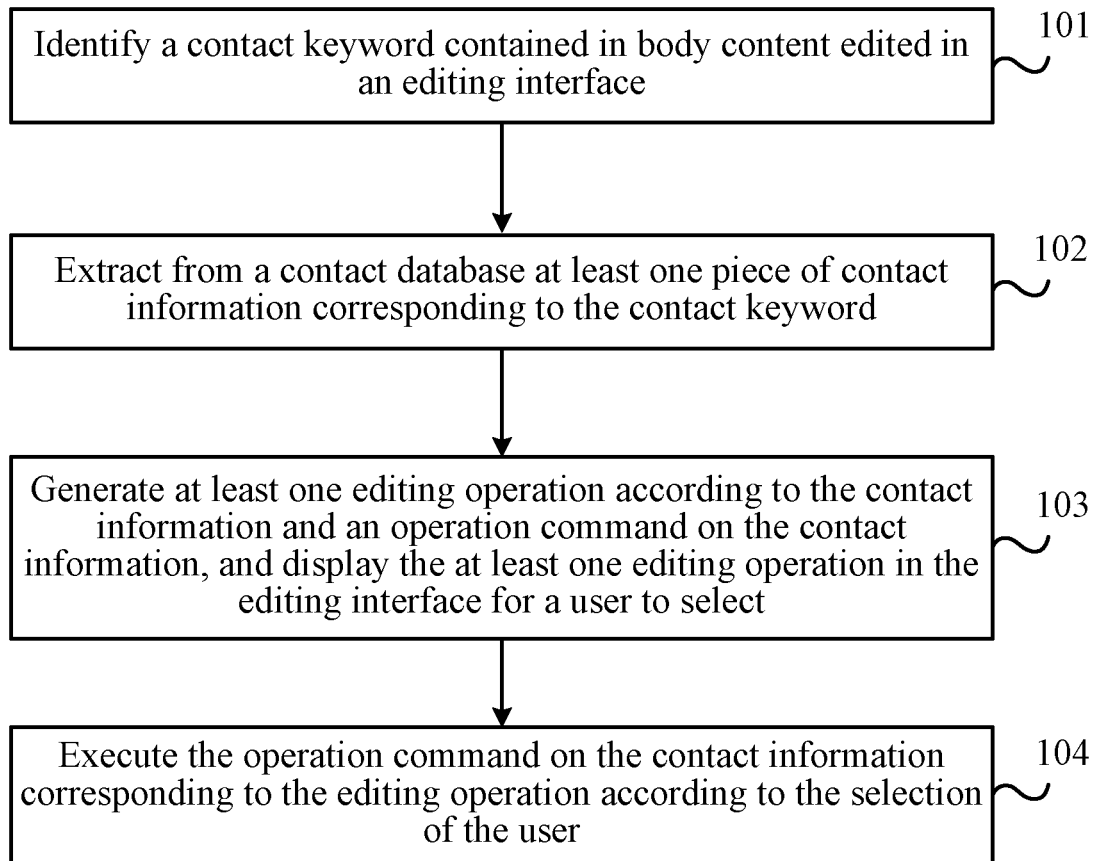 Identify a contact keyword contained in body content edited in
an editing interface
101
Extract from a contact database at least one piece of contact
information corresponding to the contact keyword
102
Generate at least one editing operation according to the contact
information and an operation command on the contact
information, and display the at least one editing operation in the
editing interface for a user to select
103
Execute the operation command on the contact information
corresponding to the editing operation according to the selection
of the user
104